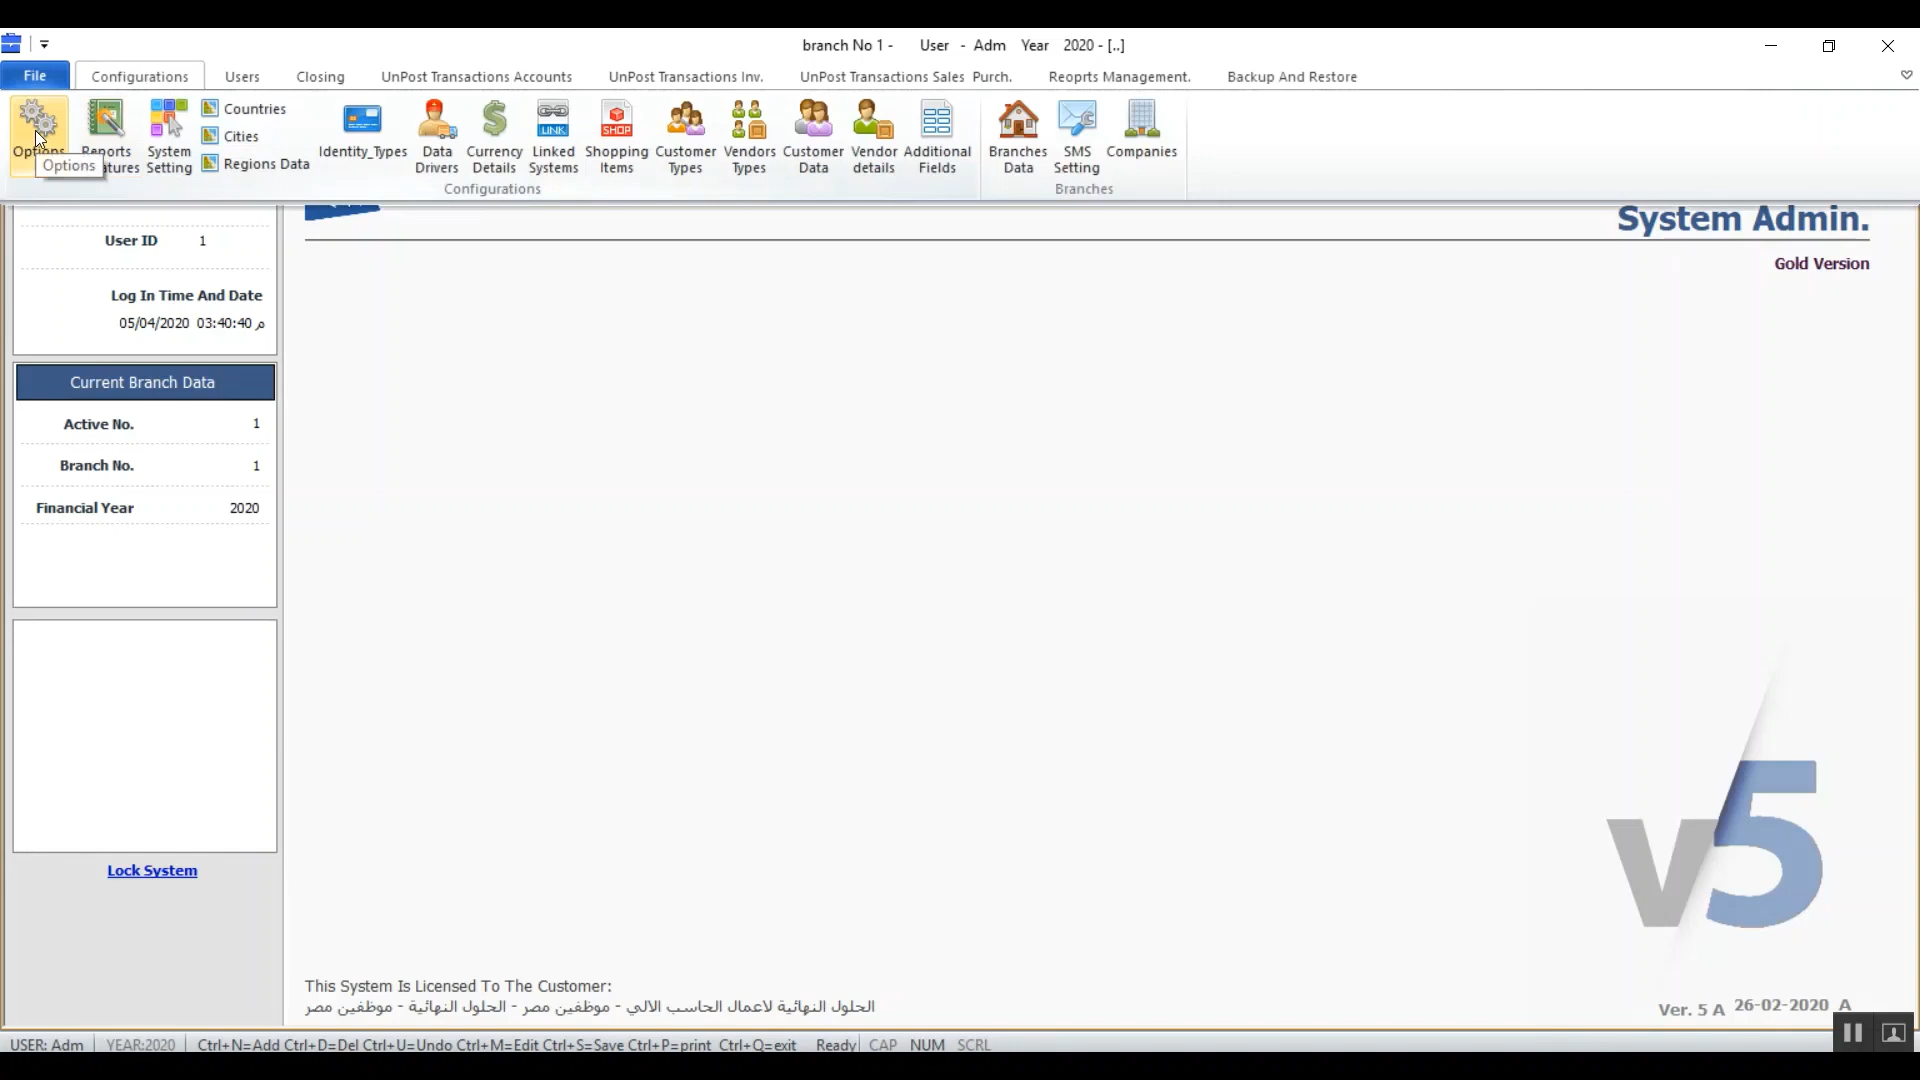 branch No 1 - User - Adm Year 2020 - [..]
File Configurations Users Closing UnPost Transactions Accounts UnPost Transactions Inv. UnPost Transactions Sales Purch. Reoprts Management. Backup And Restore
Options
Reports
System
Setting
Countries
Cities
Regions Data
Identity_Types
Data
Drivers
Currency
Details
LINK
Linked
Systems
SHOP
Shopping
Items
Customer
Types
Vendors
Types
Customer
Data
Vendor
details
Additional
Fields
Configurations
Branches
Data
SMS
Setting
Companies
Branches
Options
User ID 1
Log In Time And Date
05/04/2020 03:40:40 م
Current Branch Data
Active No. 1
Branch No. 1
Financial Year 2020
Lock System
System Admin.
Gold Version
v5
This System Is Licensed To The Customer:
الحلول النهائية لاعمال الحاسب الالي - موظفين مصر - الحلول النهائية - موظفين مصر
Ver. 5 A 26-02-2020 A
USER: Adm YEAR:2020 Ctrl+N=Add Ctrl+D=Del Ctrl+U=Undo Ctrl+M=Edit Ctrl+S=Save Ctrl+P=print Ctrl+Q=exit Ready CAP NUM SCRL